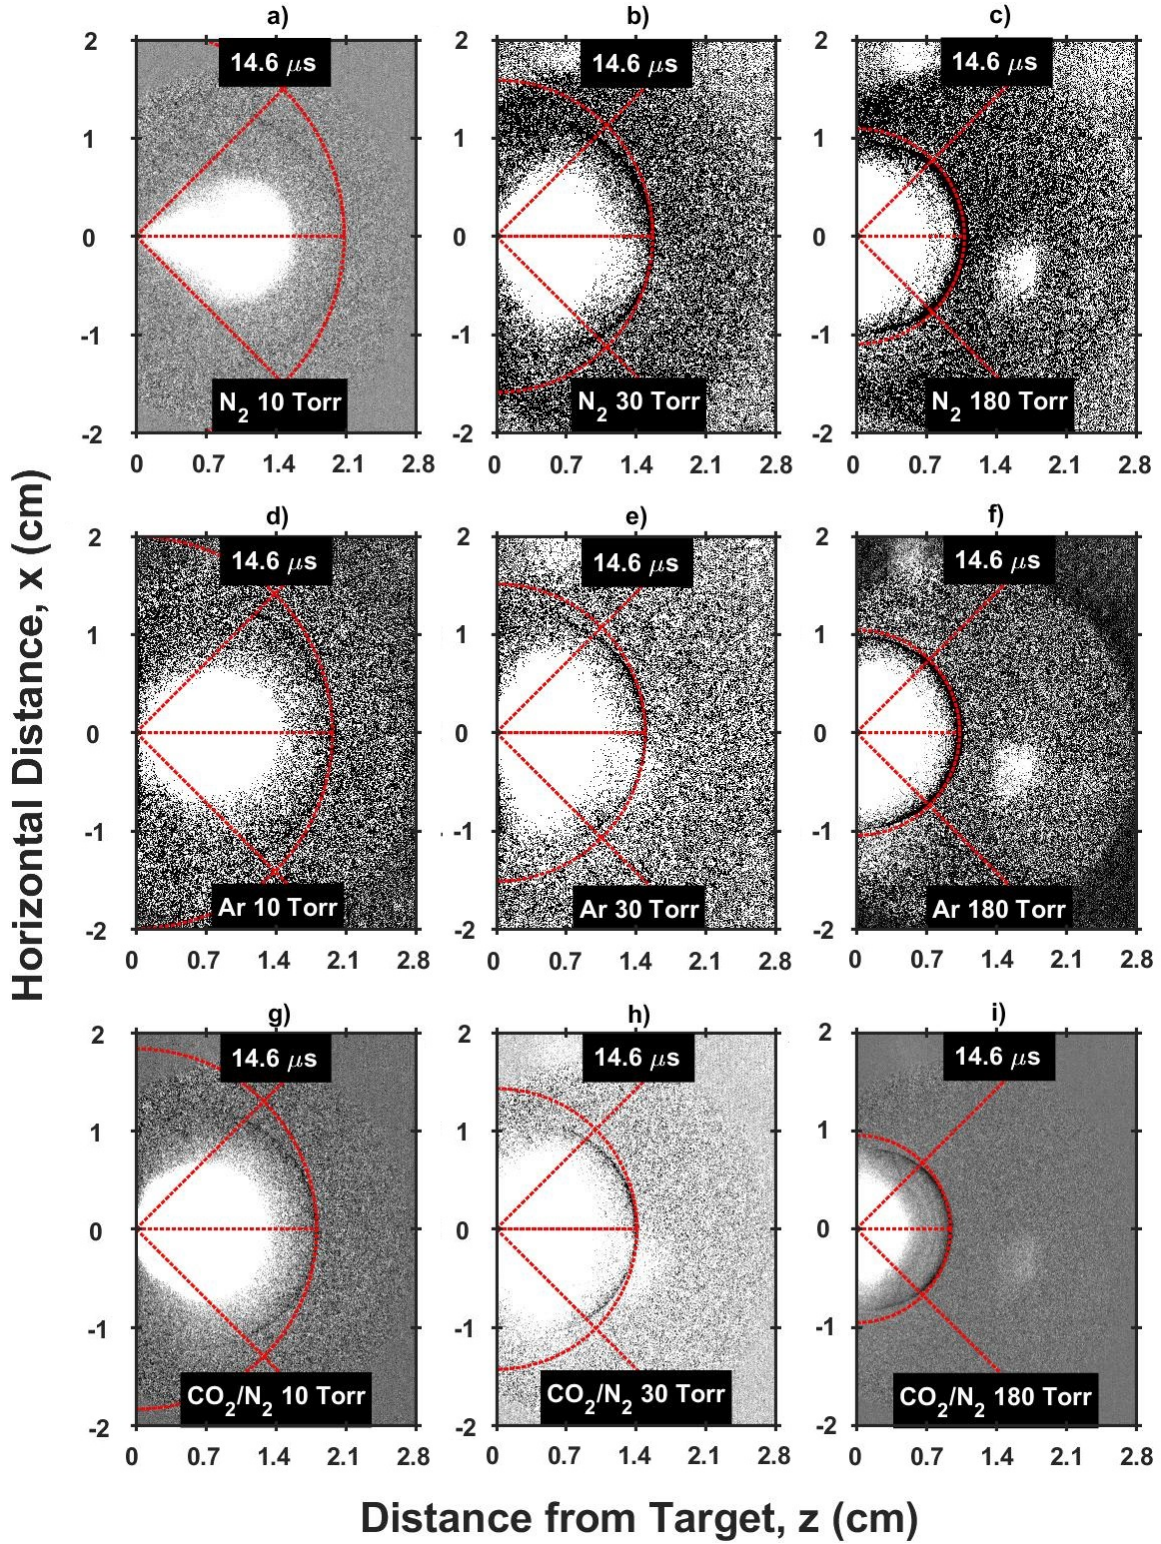 a) b) c)
2 2 2
14.6 μs 14.6 μs 14.6 μs
1 1 1
0 0 0
-1 -1 -1
N2 10 Torr N2 30 Torr N2 180 Torr
-2 -2 -2
0 0.7 1.4 2.1 2.8 0 0.7 1.4 2.1 2.8 0 0.7 1.4 2.1 2.8
Horizontal Distance, x (cm)
d) e) f)
2 2 2
14.6 μs 14.6 μs 14.6 μs
1 1 1
0 0 0
-1 -1 -1
Ar 10 Torr Ar 30 Torr Ar 180 Torr
-2 -2 -2
0 0.7 1.4 2.1 2.8 0 0.7 1.4 2.1 2.8 0 0.7 1.4 2.1 2.8
g) h) i)
2 2 2
14.6 μs 14.6 μs 14.6 μs
1 1 1
0 0 0
-1 -1 -1
CO2/N2 10 Torr CO2/N2 30 Torr CO2/N2 180 Torr
-2 -2 -2
0 0.7 1.4 2.1 2.8 0 0.7 1.4 2.1 2.8 0 0.7 1.4 2.1 2.8
Distance from Target, z (cm)